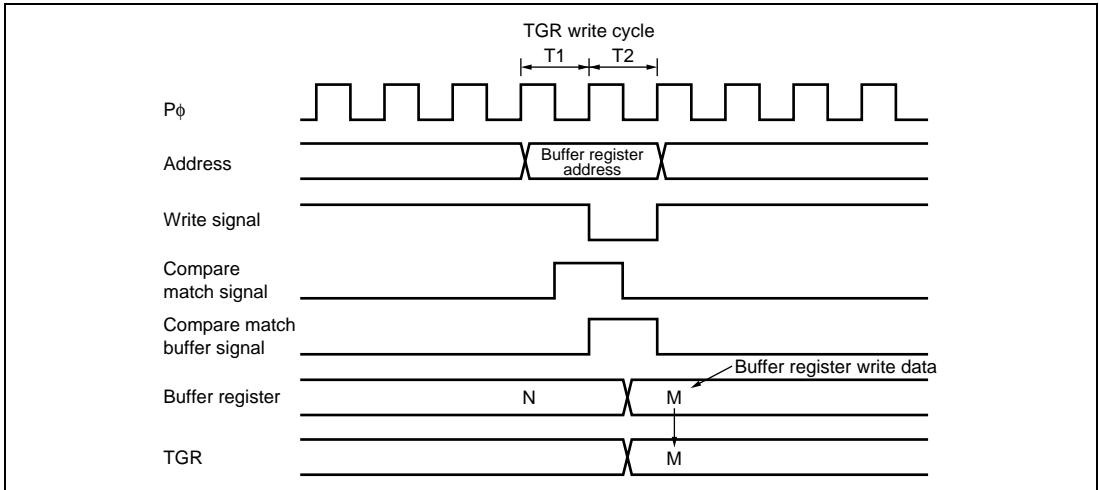 TGR write cycle
T1 T2
Pϕ
Address
Buffer register
address
Write signal
Compare
match signal
Compare match
buffer signal
Buffer register write data
Buffer register
N M
TGR
M